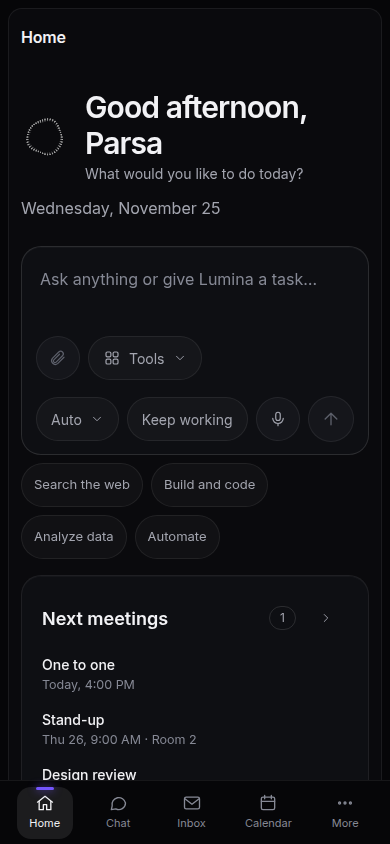 Home
Good afternoon,
Parsa
What would you like to do today?
Wednesday, November 25
Ask anything or give Lumina a task...
Tools
Auto
Keep working
Search the web
Build and code
Analyze data
Automate
Next meetings
1
One to one
Today, 4:00 PM
Stand-up
Thu 26, 9:00 AM · Room 2
Design review
Home
Chat
Inbox
Calendar
More